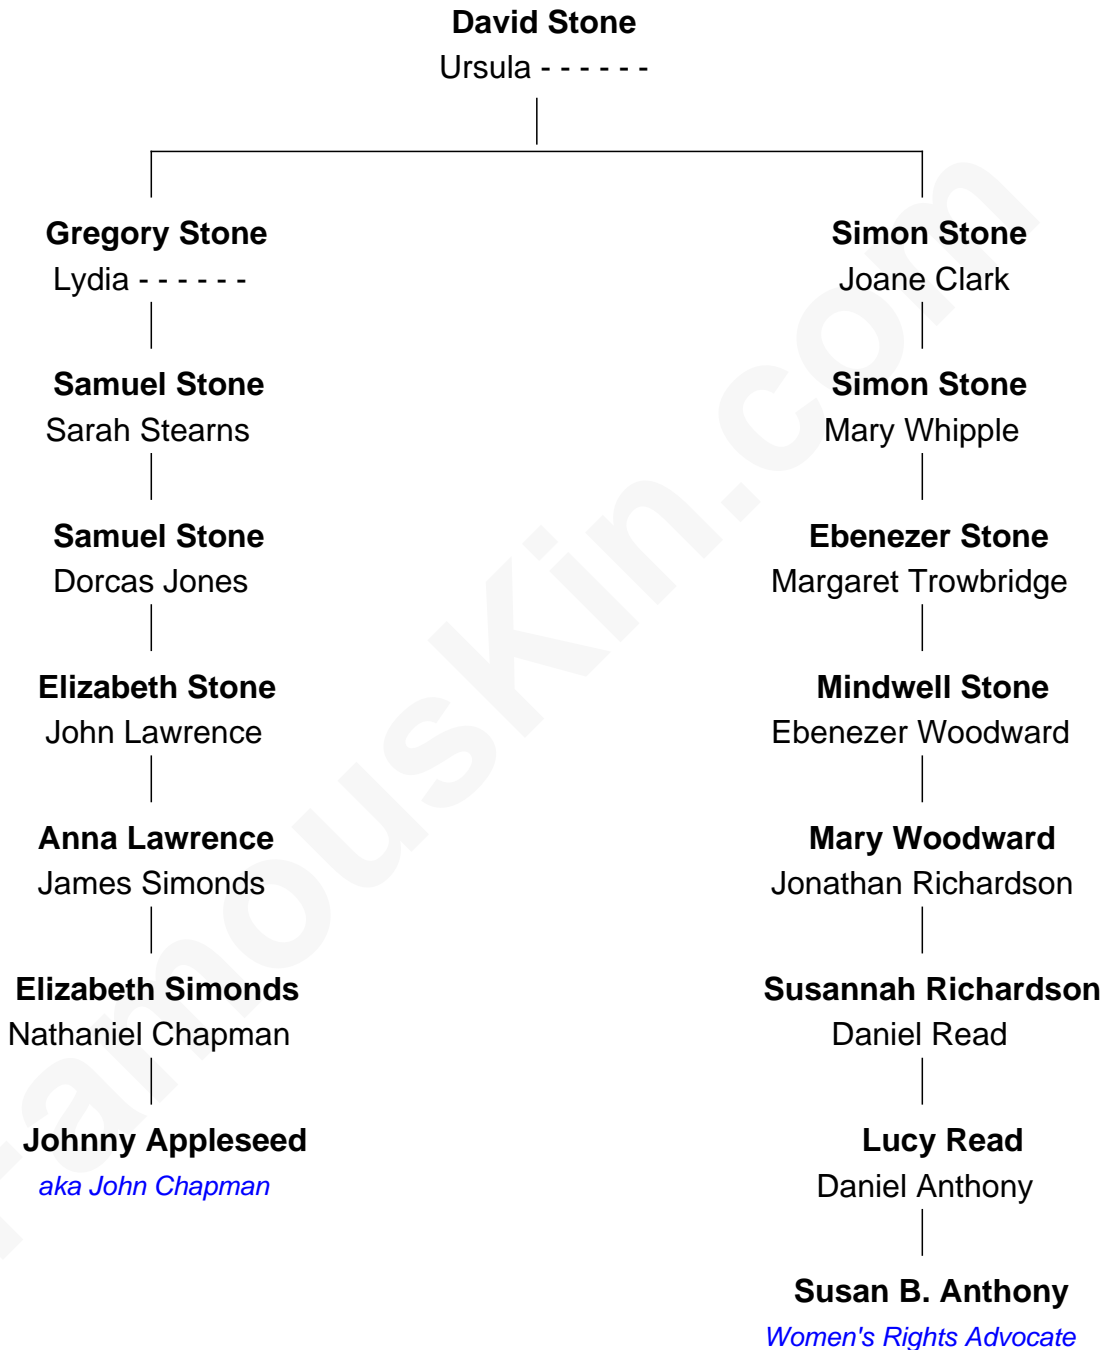 David Stone
Ursula - - - - - -
Gregory Stone
Lydia - - - - - -
Simon Stone
Joane Clark
Samuel Stone
Sarah Stearns
Simon Stone
Mary Whipple
Samuel Stone
Dorcas Jones
Ebenezer Stone
Margaret Trowbridge
Elizabeth Stone
John Lawrence
Mindwell Stone
Ebenezer Woodward
Anna Lawrence
James Simonds
Mary Woodward
Jonathan Richardson
Elizabeth Simonds
Nathaniel Chapman
Susannah Richardson
Daniel Read
Johnny Appleseed
aka John Chapman
Lucy Read
Daniel Anthony
Susan B. Anthony
Women's Rights Advocate
FamousKin.com